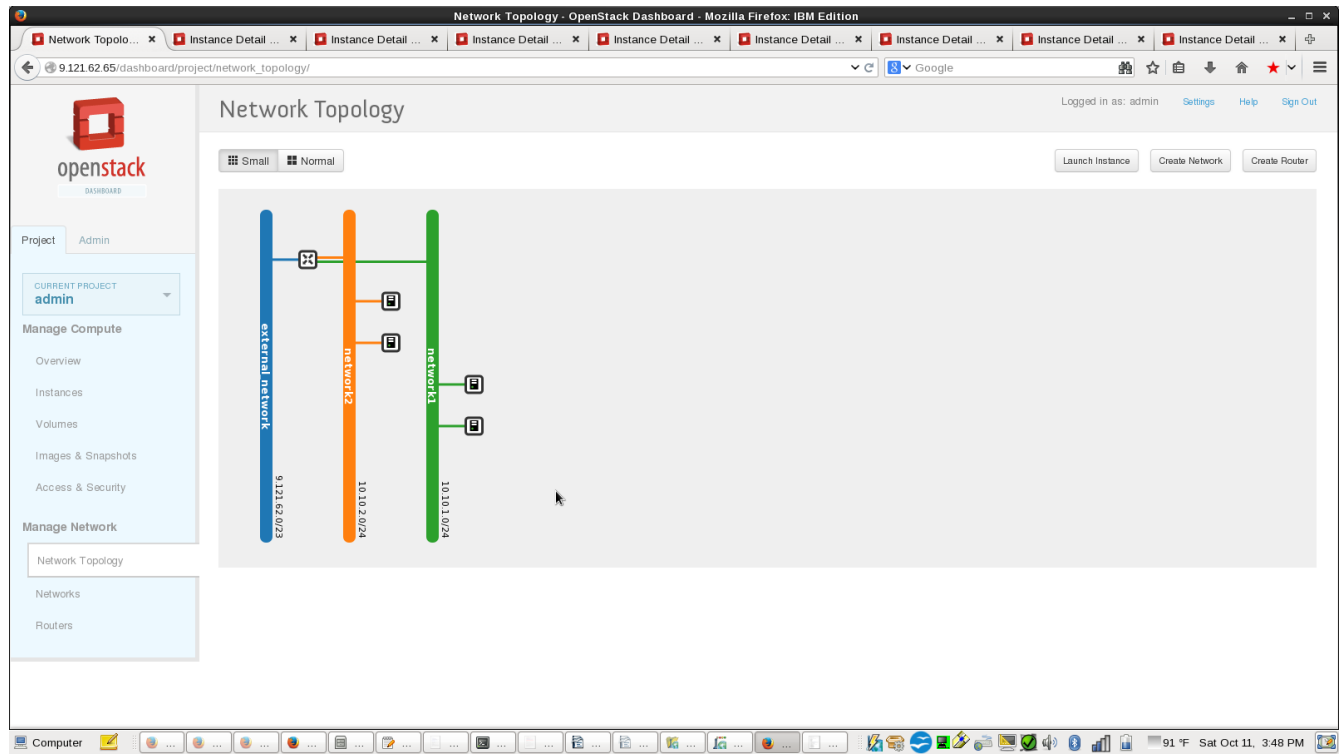 Network Topology - OpenStack Dashboard - Mozilla Firefox: IBM Edition
Network Topolo... Instance Detail ... Instance Detail ... Instance Detail ... Instance Detail ... Instance Detail ... Instance Detail ... Instance Detail ... Instance Detail ...
9.121.62.65/dashboard/project/network_topology/
Google
openstack
DASHBOARD
Network Topology
Logged in as: admin Settings Help Sign Out
Small Normal
Launch Instance Create Network Create Router
Project Admin
CURRENT PROJECT
admin
Manage Compute
Overview
Instances
Volumes
Images & Snapshots
Access & Security
Manage Network
Network Topology
Networks
Routers
external network
9.121.62.0/23
network2
10.10.2.0/24
network1
10.10.1.0/24
Computer ... ... ... ... ... ... ... ... ... ... ... ... ... ... ... 91 °F Sat Oct 11, 3:48 PM